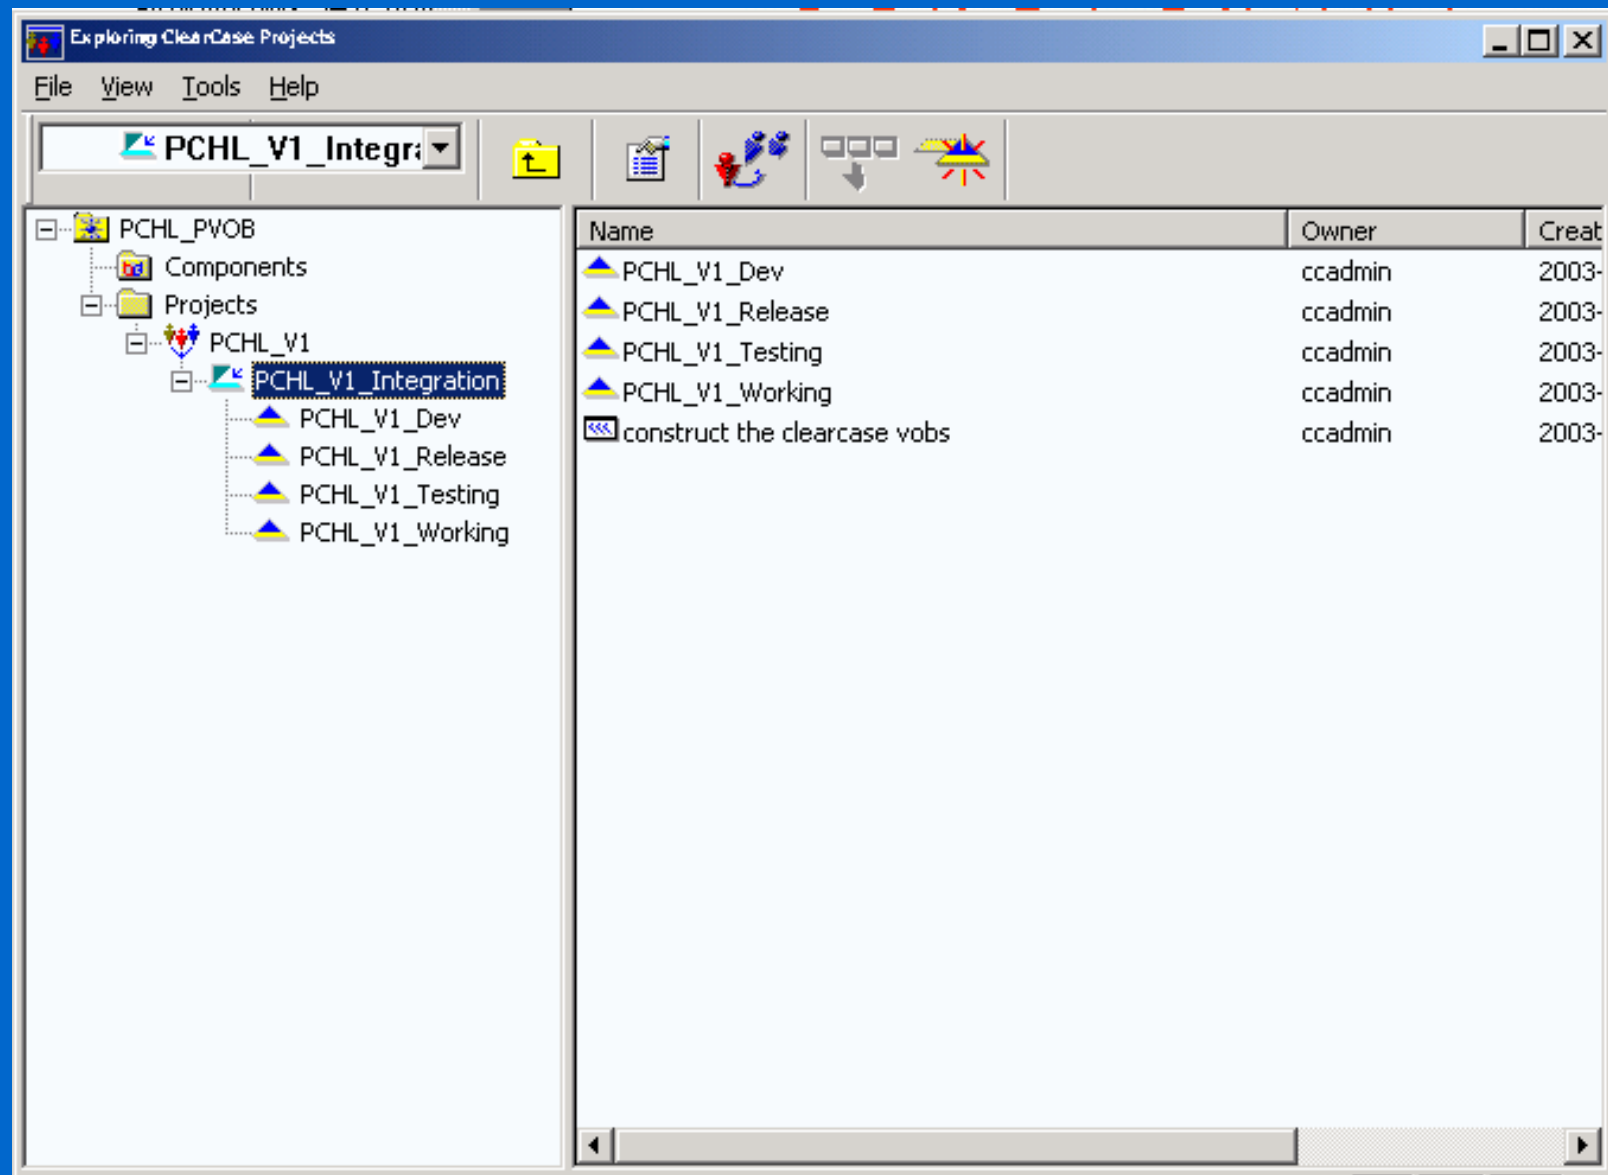 Exploring ClearCase Projects
File View Tools Help
PCHL_V1_Integra
PCHL_PVOB
Components
Projects
PCHL_V1
PCHL_V1_Integration
PCHL_V1_Dev
PCHL_V1_Release
PCHL_V1_Testing
PCHL_V1_Working
Name Owner Creat
PCHL_V1_Dev ccadmin 2003-
PCHL_V1_Release ccadmin 2003-
PCHL_V1_Testing ccadmin 2003-
PCHL_V1_Working ccadmin 2003-
construct the clearcase vobs ccadmin 2003-